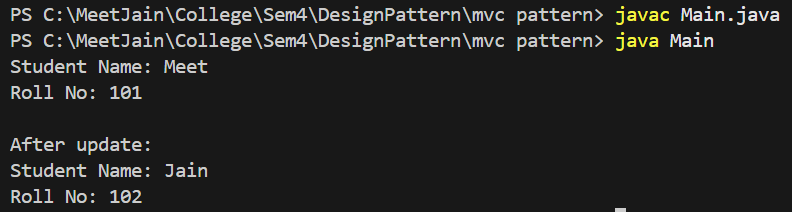 PS C:\MeetJain\College\Sem4\DesignPattern\mvc pattern> javac Main.java
PS C:\MeetJain\College\Sem4\DesignPattern\mvc pattern> java Main
Student Name: Meet
Roll No: 101
After update:
Student Name: Jain
Roll No: 102